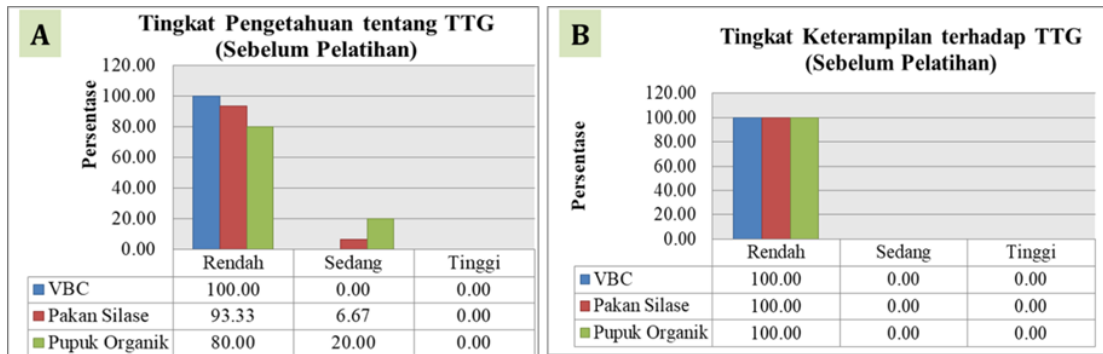 A
Tingkat Pengetahuan tentang TTG
(Sebelum Pelatihan)
Persentase
120.00
100.00
80.00
60.00
40.00
20.00
0.00
Rendah Sedang Tinggi
VBC 100.00 0.00 0.00
Pakan Silase 93.33 6.67 0.00
Pupuk Organik 80.00 20.00 0.00
B
Tingkat Keterampilan terhadap TTG
(Sebelum Pelatihan)
Persentase
120.00
100.00
80.00
60.00
40.00
20.00
0.00
Rendah Sedang Tinggi
VBC 100.00 0.00 0.00
Pakan Silase 100.00 0.00 0.00
Pupuk Organik 100.00 0.00 0.00